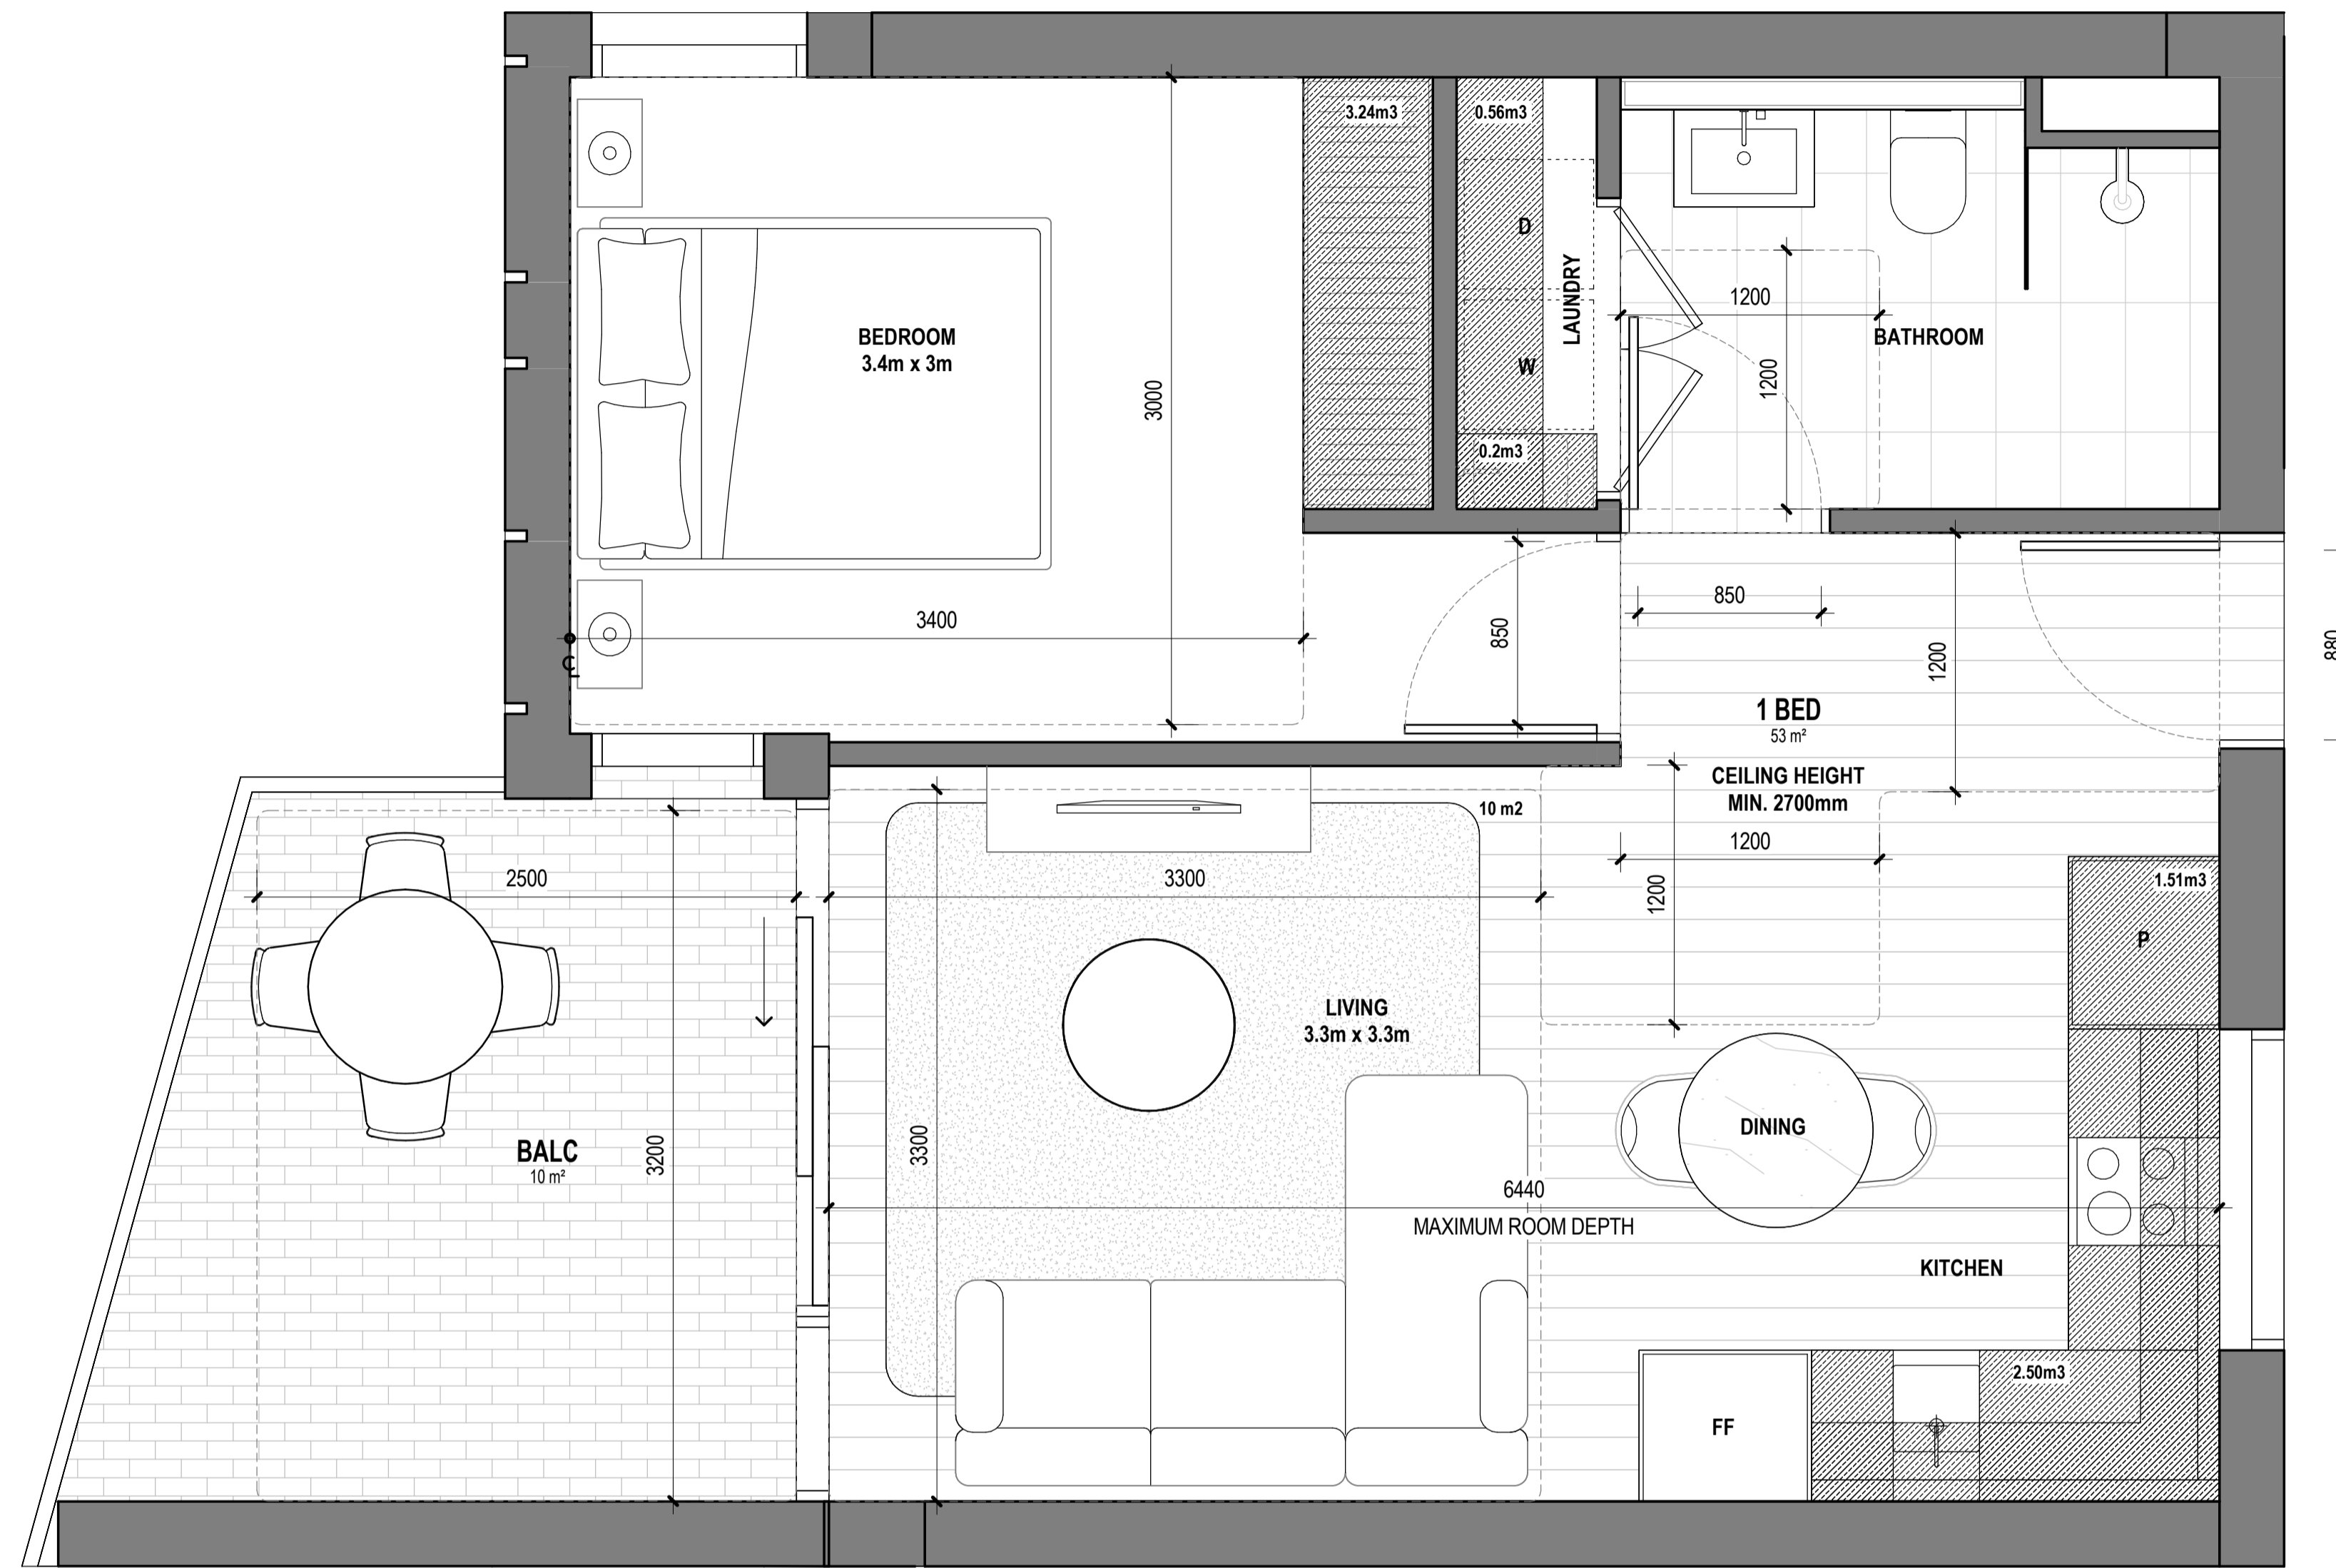 3.24m3
0.56m3
D
LAUNDRY
W
0.2m3
1200
1200
BATHROOM
BEDROOM
3.4m x 3m
3000
3400
CL
850
850
1200
880
1 BED
53 m²
CEILING HEIGHT
MIN. 2700mm
1200
1200
10 m2
2500
3300
1.51m3
P
LIVING
3.3m x 3.3m
DINING
BALC
10 m²
3200
3300
6440
MAXIMUM ROOM DEPTH
KITCHEN
2.50m3
FF